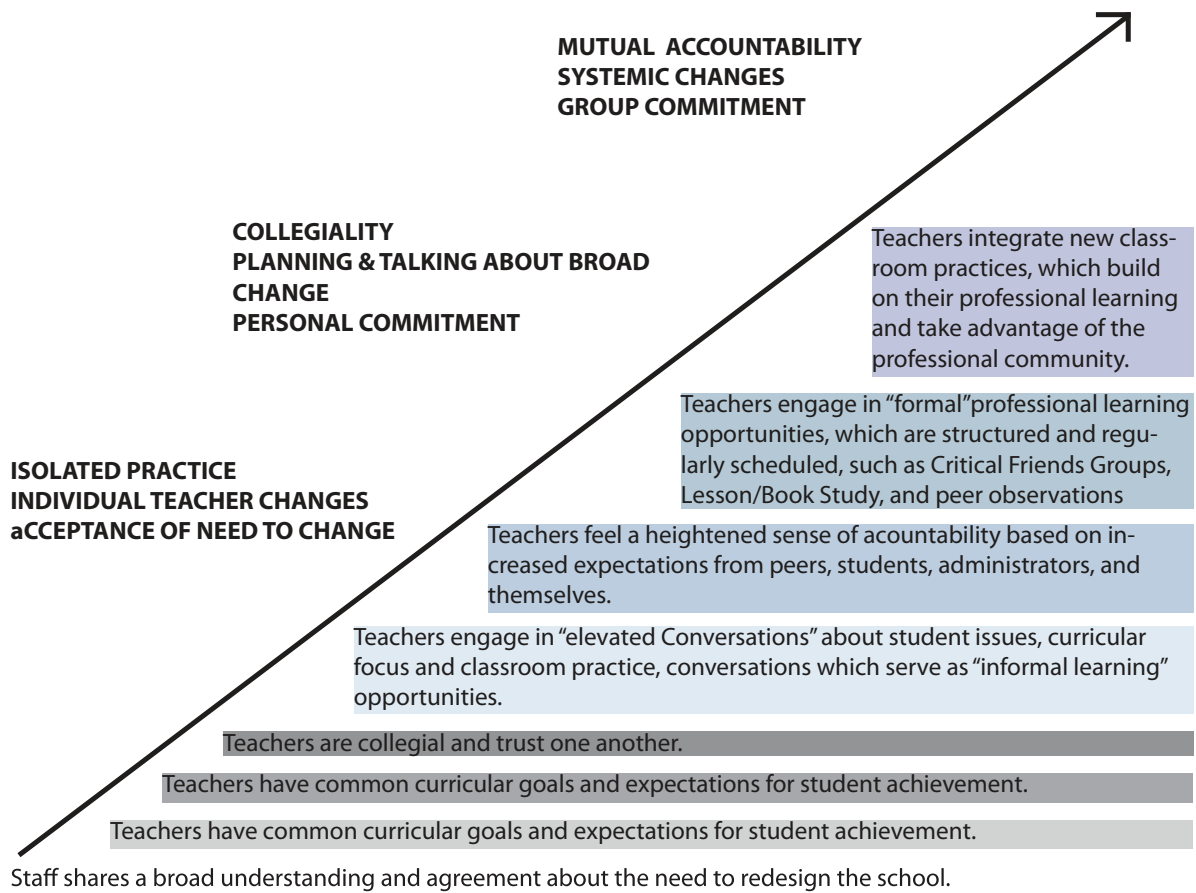 MUTUAL ACCOUNTABILITY
SYSTEMIC CHANGES
GROUP COMMITMENT
COLLEGIALITY
PLANNING & TALKING ABOUT BROAD
CHANGE
PERSONAL COMMITMENT
ISOLATED PRACTICE
INDIVIDUAL TEACHER CHANGES
aCCEPTANCE OF NEED TO CHANGE
Teachers integrate new class-
room practices, which build
on their professional learning
and take advantage of the
professional community.
Teachers engage in “formal”professional learning
opportunities, which are structured and regu-
larly scheduled, such as Critical Friends Groups,
Lesson/Book Study, and peer observations
Teachers feel a heightened sense of acountability based on in-
creased expectations from peers, students, administrators, and
themselves.
Teachers engage in “elevated Conversations” about student issues, curricular
focus and classroom practice, conversations which serve as “informal learning”
opportunities.
Teachers are collegial and trust one another.
Teachers have common curricular goals and expectations for student achievement.
Teachers have common curricular goals and expectations for student achievement.
Staff shares a broad understanding and agreement about the need to redesign the school.